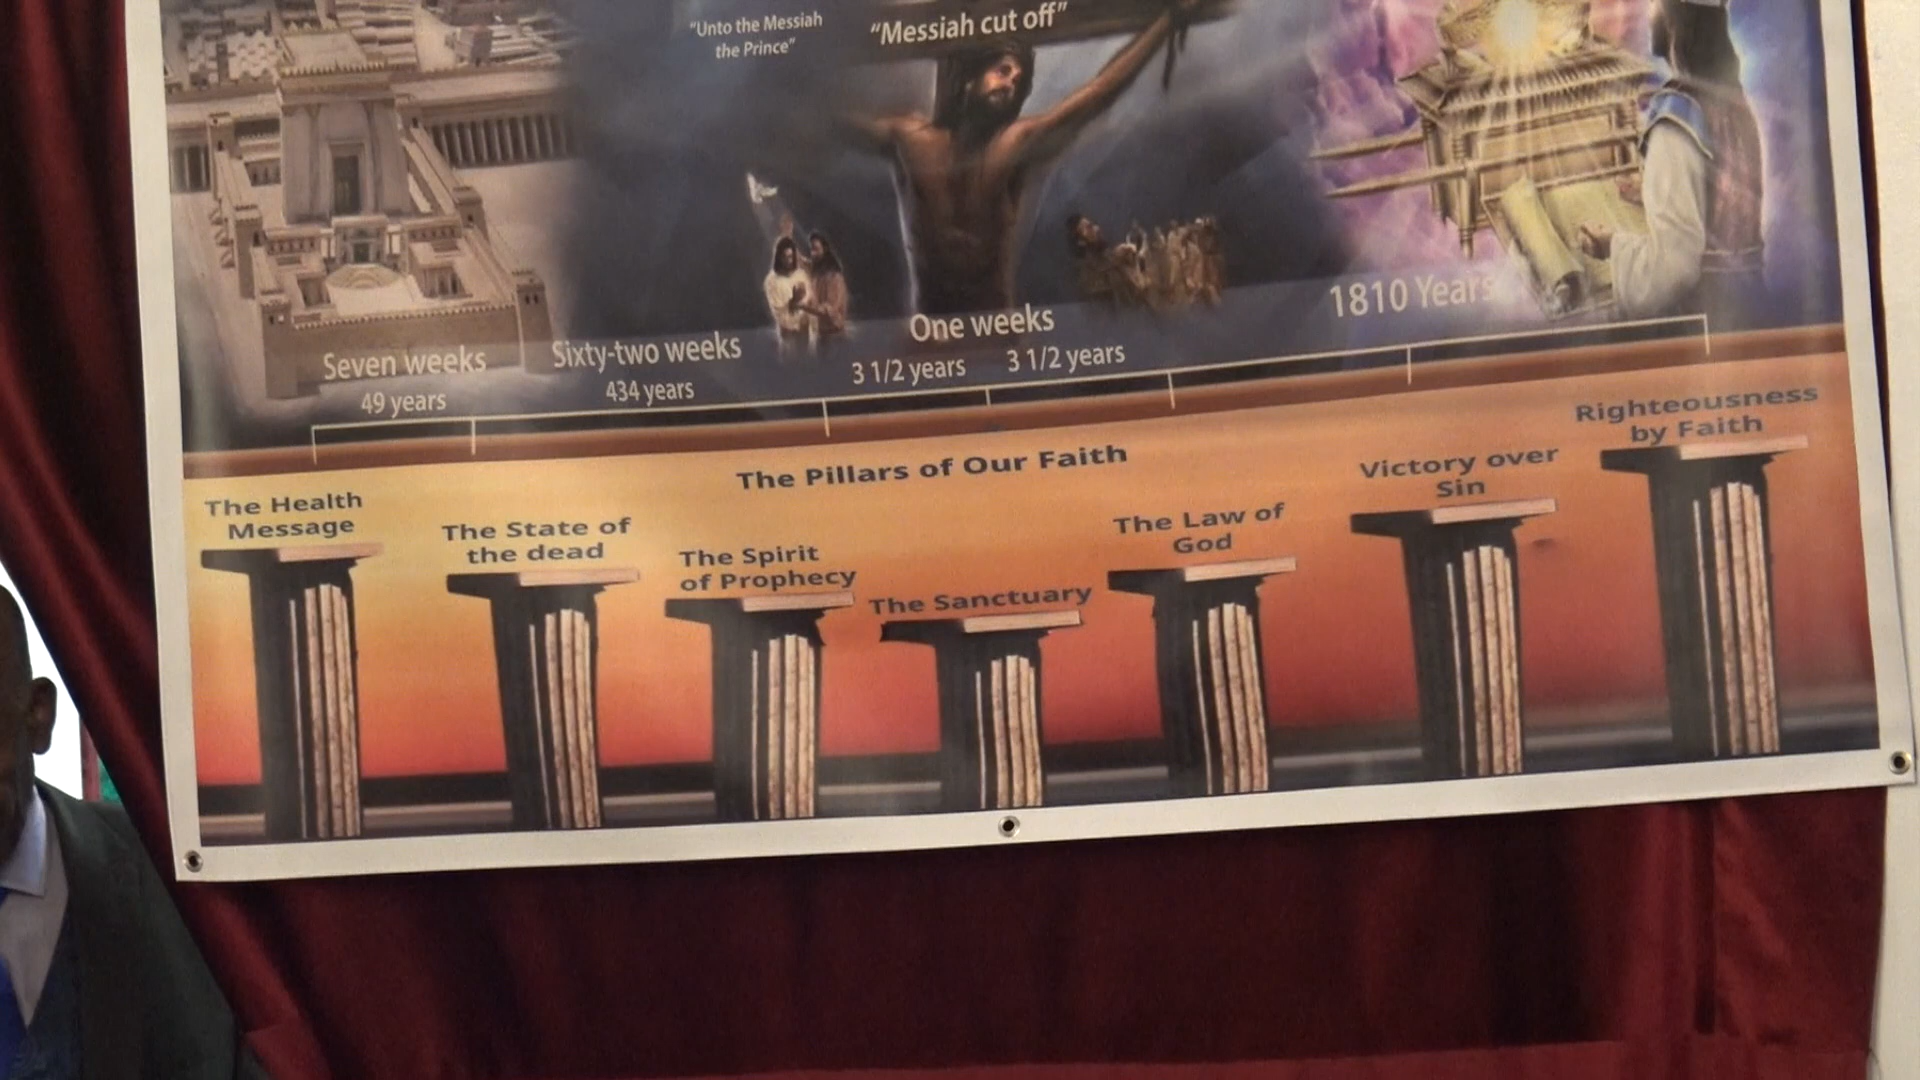 "Unto the Messiah
the Prince"
"Messiah cut off"
Seven weeks
49 years
Sixty-two weeks
434 years
One weeks
3 1/2 years
3 1/2 years
1810 Years
The Pillars of Our Faith
The Health
Message
The State of
the dead
The Spirit
of Prophecy
The Sanctuary
The Law of
God
Victory over
Sin
Righteousness
by Faith